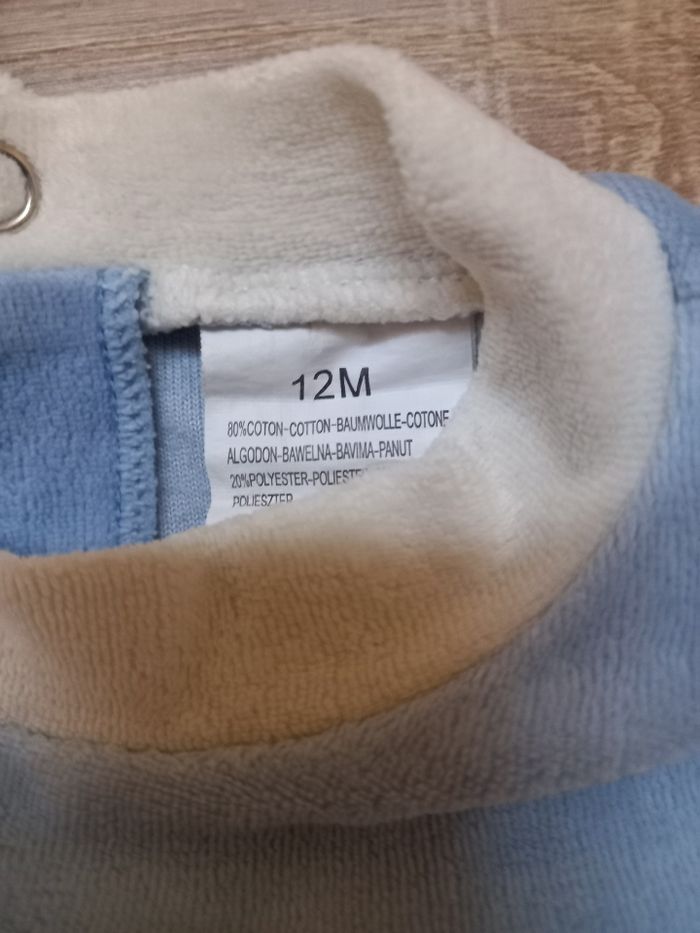 12M
80%COTON-COTTON-BAUMWOLLE-COTONE
ALGODON-BAWELNA-BAVIMA-PANUT
20%POLYESTER-POLIESTE
POLIESZTER